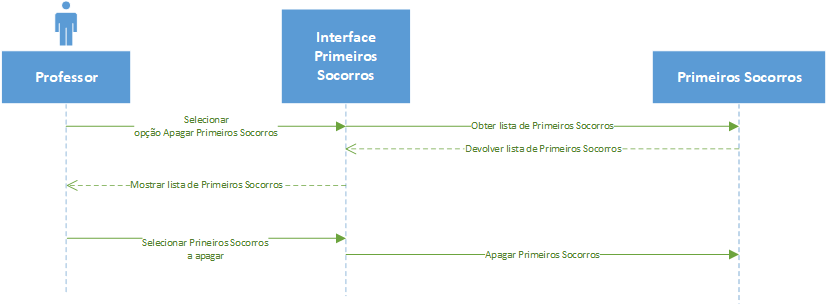 Professor
Interface
Primeiros
Socorros
Primeiros Socorros
Selecionar
opção Apagar Primeiros Socorros
Obter lista de Primeiros Socorros
Devolver lista de Primeiros Socorros
Mostrar lista de Primeiros Socorros
Selecionar Prineiros Socorros
a apagar
Apagar Primeiros Socorros